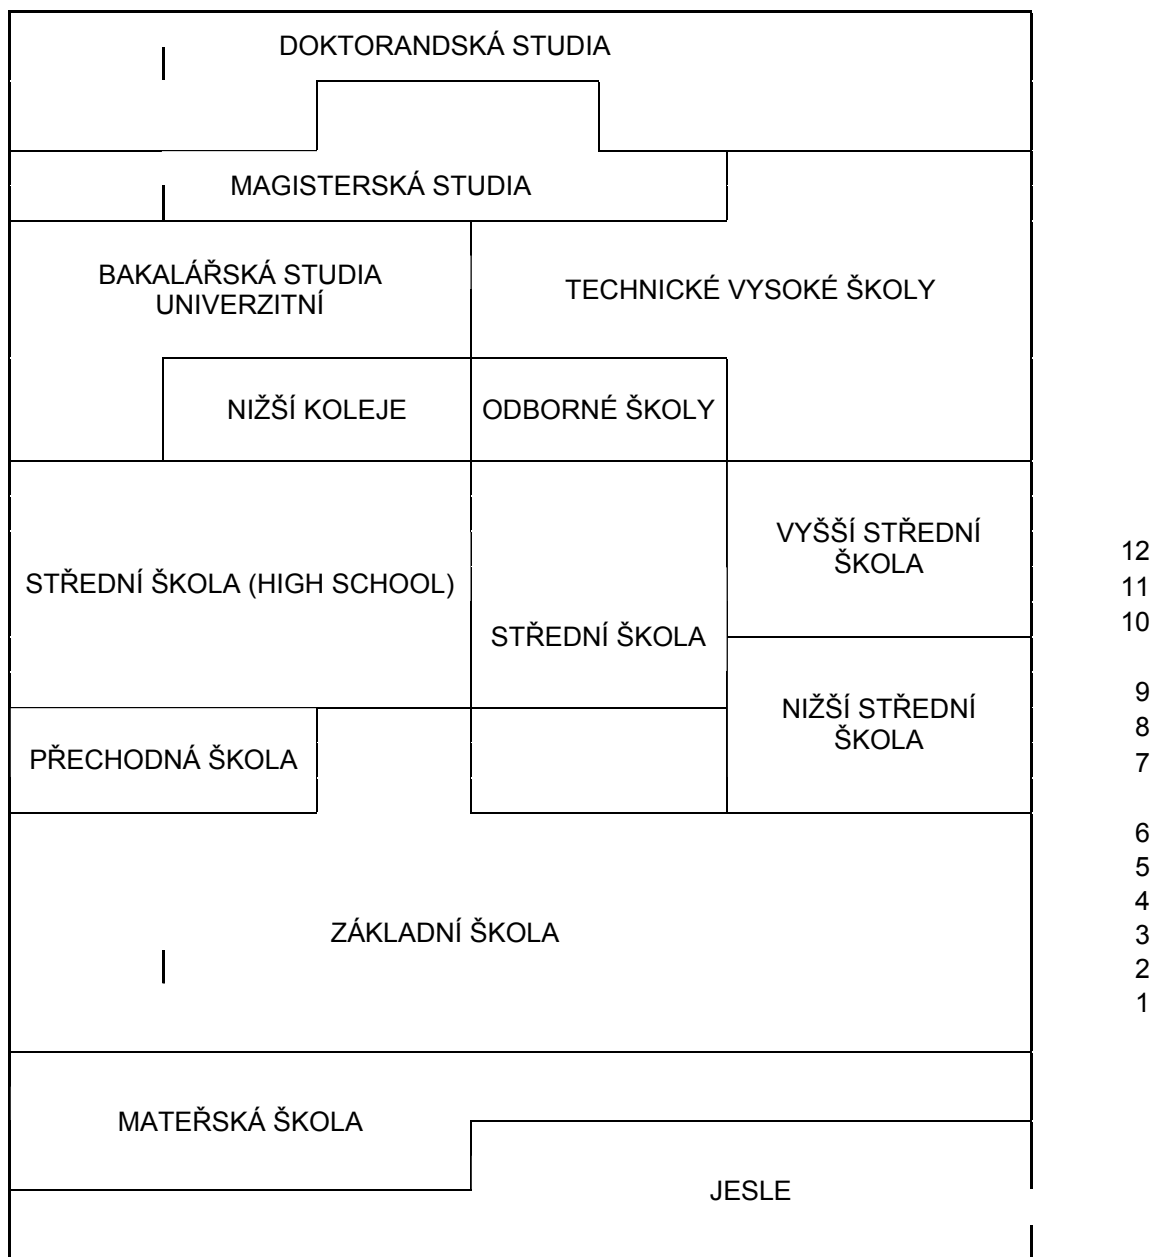 DOKTORANDSKÁ STUDIA
MAGISTERSKÁ STUDIA
BAKALÁŘSKÁ STUDIA
UNIVERZITNÍ
TECHNICKÉ VYSOKÉ ŠKOLY
NIŽŠÍ KOLEJE
ODBORNÉ ŠKOLY
STŘEDNÍ ŠKOLA (HIGH SCHOOL)
STŘEDNÍ ŠKOLA
VYŠŠÍ STŘEDNÍ
ŠKOLA
12
11
10
NIŽŠÍ STŘEDNÍ
ŠKOLA
9
8
7
PŘECHODNÁ ŠKOLA
ZÁKLADNÍ ŠKOLA
6
5
4
3
2
1
MATEŘSKÁ ŠKOLA
JESLE